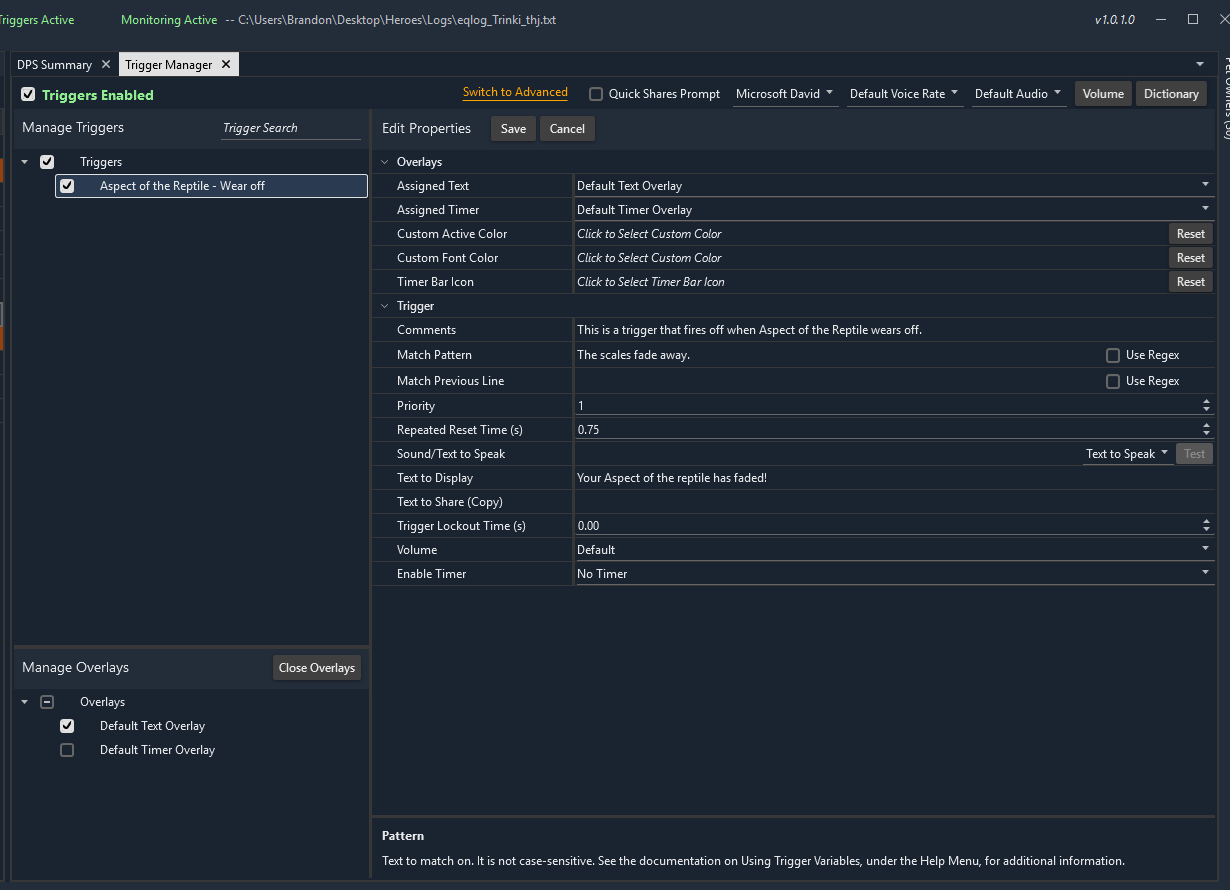 Triggers Active
Monitoring Active -- C:\Users\Brandon\Desktop\Heroes\Logs\eqlog_Trinki_thj.txt
v1.0.1.0
DPS Summary
Trigger Manager
Triggers Enabled
Switch to Advanced
Quick Shares Prompt
Microsoft David
Default Voice Rate
Default Audio
Volume
Dictionary
Manage Triggers
Trigger Search
Triggers
Aspect of the Reptile - Wear off
Manage Overlays
Close Overlays
Overlays
Default Text Overlay
Default Timer Overlay
Edit Properties
Save
Cancel
Overlays
Assigned Text Default Text Overlay
Assigned Timer Default Timer Overlay
Custom Active Color Click to Select Custom Color Reset
Custom Font Color Click to Select Custom Color Reset
Timer Bar Icon Click to Select Timer Bar Icon Reset
Trigger
Comments This is a trigger that fires off when Aspect of the Reptile wears off.
Match Pattern The scales fade away. Use Regex
Match Previous Line Use Regex
Priority 1
Repeated Reset Time (s) 0.75
Sound/Text to Speak Text to Speak Test
Text to Display Your Aspect of the reptile has faded!
Text to Share (Copy)
Trigger Lockout Time (s) 0.00
Volume Default
Enable Timer No Timer
Pattern
Text to match on. It is not case-sensitive. See the documentation on Using Trigger Variables, under the Help Menu, for additional information.